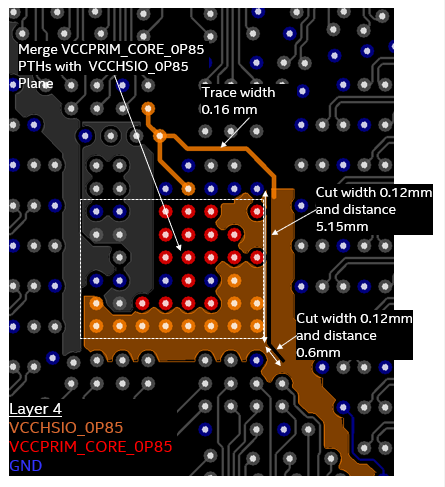 Merge VCCPRIM_CORE_0P85
PTHs with VCCHSIO_0P85
Plane
Trace width
0.16 mm
Cut width 0.12mm
and distance
5.15mm
Cut width 0.12mm
and distance
0.6mm
Layer 4
VCCHSIO_0P85
VCCPRIM_CORE_0P85
GND